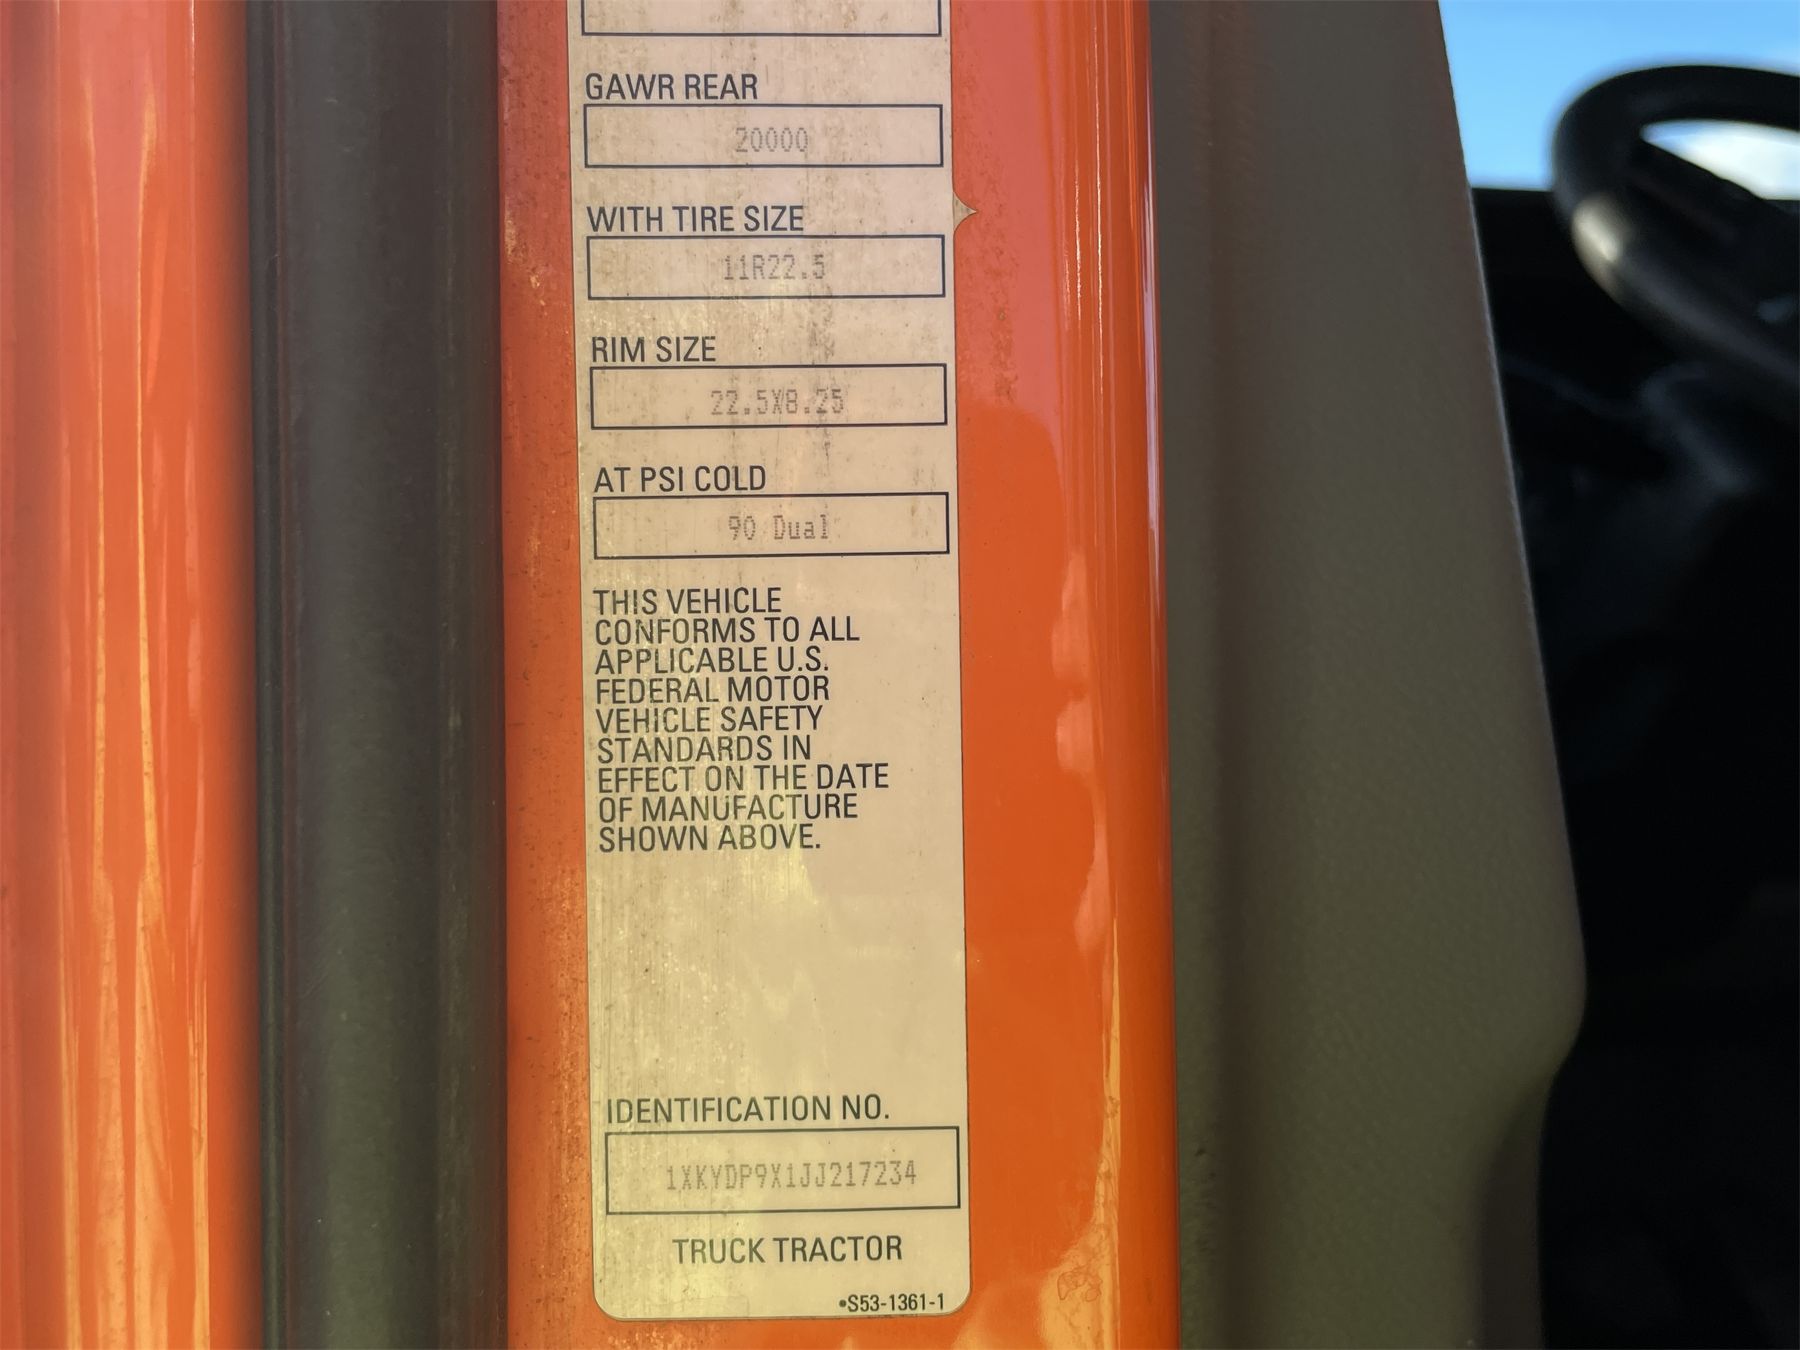 GAWR REAR
20000
WITH TIRE SIZE
11R22.5
RIM SIZE
22.5X8.25
AT PSI COLD
90 Dual
THIS VEHICLE
CONFORMS TO ALL
APPLICABLE U.S.
FEDERAL MOTOR
VEHICLE SAFETY
STANDARDS IN
EFFECT ON THE DATE
OF MANUFACTURE
SHOWN ABOVE.
IDENTIFICATION NO.
1XKYDP9X1JJ217234
TRUCK TRACTOR
•S53-1361-1